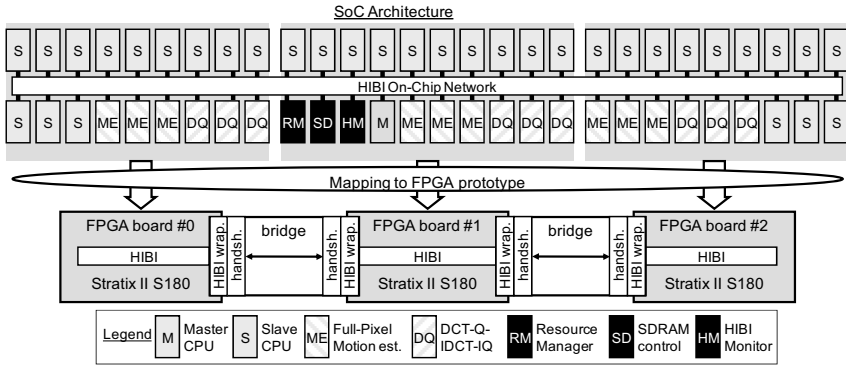 SoC Architecture
S S S S S S S S S S S S S S S S S S S S S S S S S S S S
HIBI On-Chip Network
S S S ME ME ME DQ DQ DQ RM SD HM M ME ME ME DQ DQ DQ ME ME ME DQ DQ DQ S S S
Mapping to FPGA prototype
FPGA board #0
HIBI
Stratix II S180
HIBI wrap.
handsh.
bridge
handsh.
HIBI wrap.
FPGA board #1
HIBI
Stratix II S180
HIBI wrap.
handsh.
bridge
handsh.
HIBI wrap.
FPGA board #2
HIBI
Stratix II S180
Legend
M
Master
CPU
S
Slave
CPU
ME
Full-Pixel
Motion est.
DQ
DCT-Q-
IDCT-IQ
RM
Resource
Manager
SD
SDRAM
control
HM
HIBI
Monitor